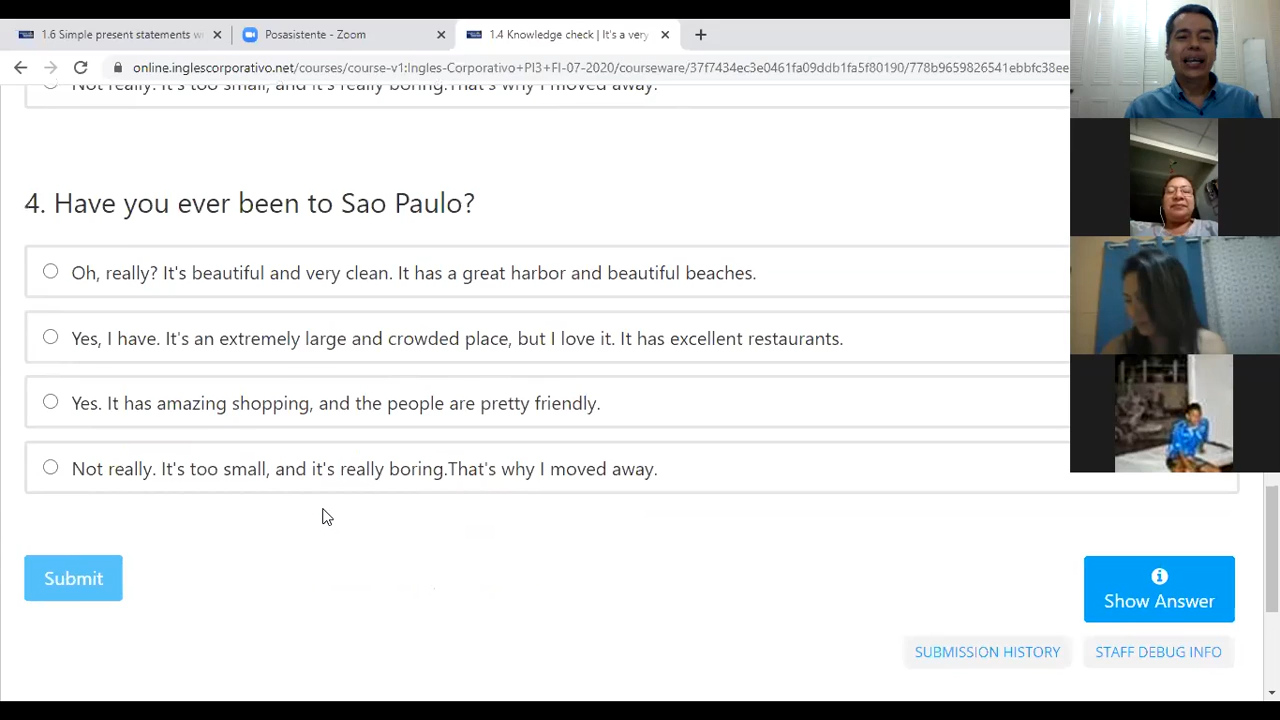 1.6 Simple present statements w
Posasistente - Zoom
1.4 Knowledge check | It's a very
online.inglescorporativo.net/courses/course-v1:Ingles-Corporativo+PI3+FI-07-2020/courseware/37f7434ec3e0461fa09ddb1fa5f80190/778b9659826541ebbfc38e
Not really. It's too small, and it's really boring.That's why I moved away.
4. Have you ever been to Sao Paulo?
Oh, really? It's beautiful and very clean. It has a great harbor and beautiful beaches.
Yes, I have. It's an extremely large and crowded place, but I love it. It has excellent restaurants.
Yes. It has amazing shopping, and the people are pretty friendly.
Not really. It's too small, and it's really boring.That's why I moved away.
Submit
Show Answer
SUBMISSION HISTORY
STAFF DEBUG INFO